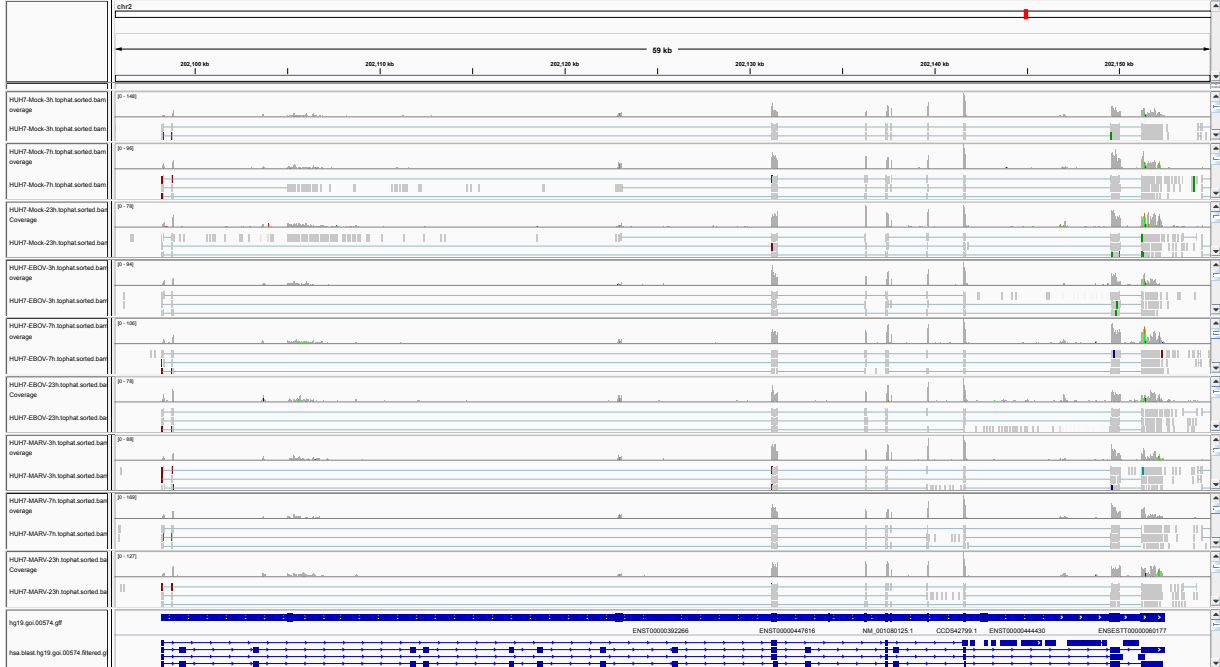 chr2
59 kb
202,100 kb 202,110 kb 202,120 kb 202,130 kb 202,140 kb 202,150 kb
HUH7-Mock-3h.tophat.sorted.bam
overage
[0 - 148]
HUH7-Mock-3h.tophat.sorted.bam
HUH7-Mock-7h.tophat.sorted.bam
overage
[0 - 96]
HUH7-Mock-7h.tophat.sorted.bam
HUH7-Mock-23h.tophat.sorted.ba
Coverage
[0 - 78]
HUH7-Mock-23h.tophat.sorted.ba
HUH7-EBOV-3h.tophat.sorted.bam
overage
[0 - 94]
HUH7-EBOV-3h.tophat.sorted.bam
HUH7-EBOV-7h.tophat.sorted.bam
overage
[0 - 106]
HUH7-EBOV-7h.tophat.sorted.bam
HUH7-EBOV-23h.tophat.sorted.ba
Coverage
[0 - 78]
HUH7-EBOV-23h.tophat.sorted.ba
HUH7-MARV-3h.tophat.sorted.bam
overage
[0 - 88]
HUH7-MARV-3h.tophat.sorted.bam
HUH7-MARV-7h.tophat.sorted.bam
overage
[0 - 169]
HUH7-MARV-7h.tophat.sorted.bam
HUH7-MARV-23h.tophat.sorted.ba
Coverage
[0 - 127]
HUH7-MARV-23h.tophat.sorted.ba
hg19.goi.00574.gff
ENST00000392266 ENST00000447616 NM_001080125.1 CCDS42799.1 ENST00000444430 ENSESTT00000060177
hsa.blast.hg19.goi.00574.filtered.g